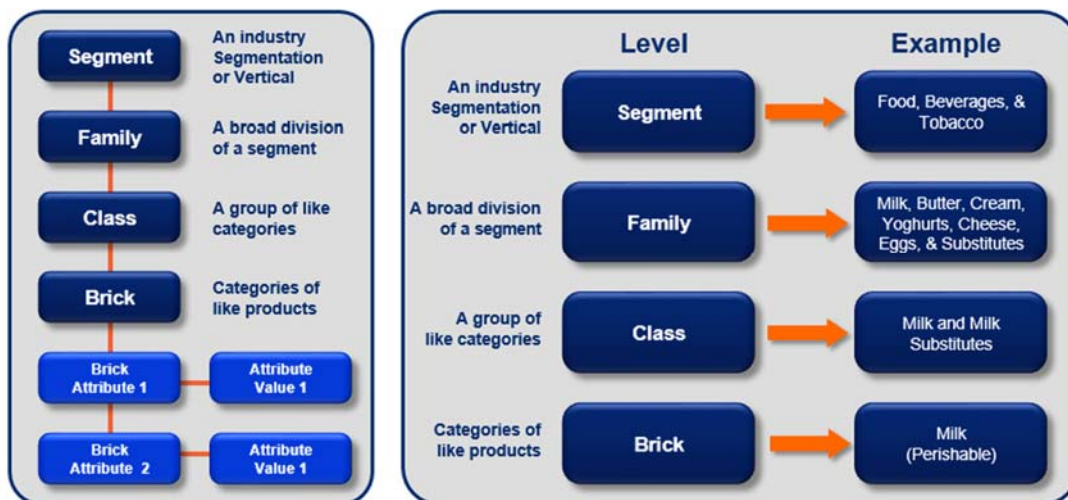 Segment
An industry
Segmentation
or Vertical
Family
A broad division
of a segment
Class
A group of like
categories
Brick
Categories of
like products
Brick
Attribute 1
Attribute
Value 1
Brick
Attribute 2
Attribute
Value 1
Level
Example
An industry
Segmentation
or Vertical
Segment
Food, Beverages, &
Tobacco
A broad division
of a segment
Family
Milk, Butter, Cream,
Yoghurts, Cheese,
Eggs, & Substitutes
A group of
like categories
Class
Milk and Milk
Substitutes
Categories of
like products
Brick
Milk
(Perishable)